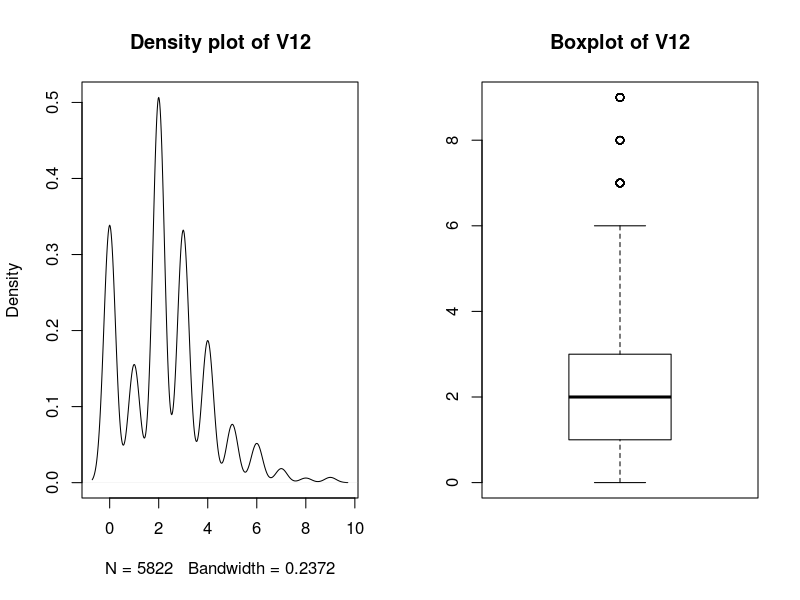 Density plot of V12
Density
0.0 0.1 0.2 0.3 0.4 0.5
0 2 4 6 8 10
N = 5822 Bandwidth = 0.2372
Boxplot of V12
0 2 4 6 8